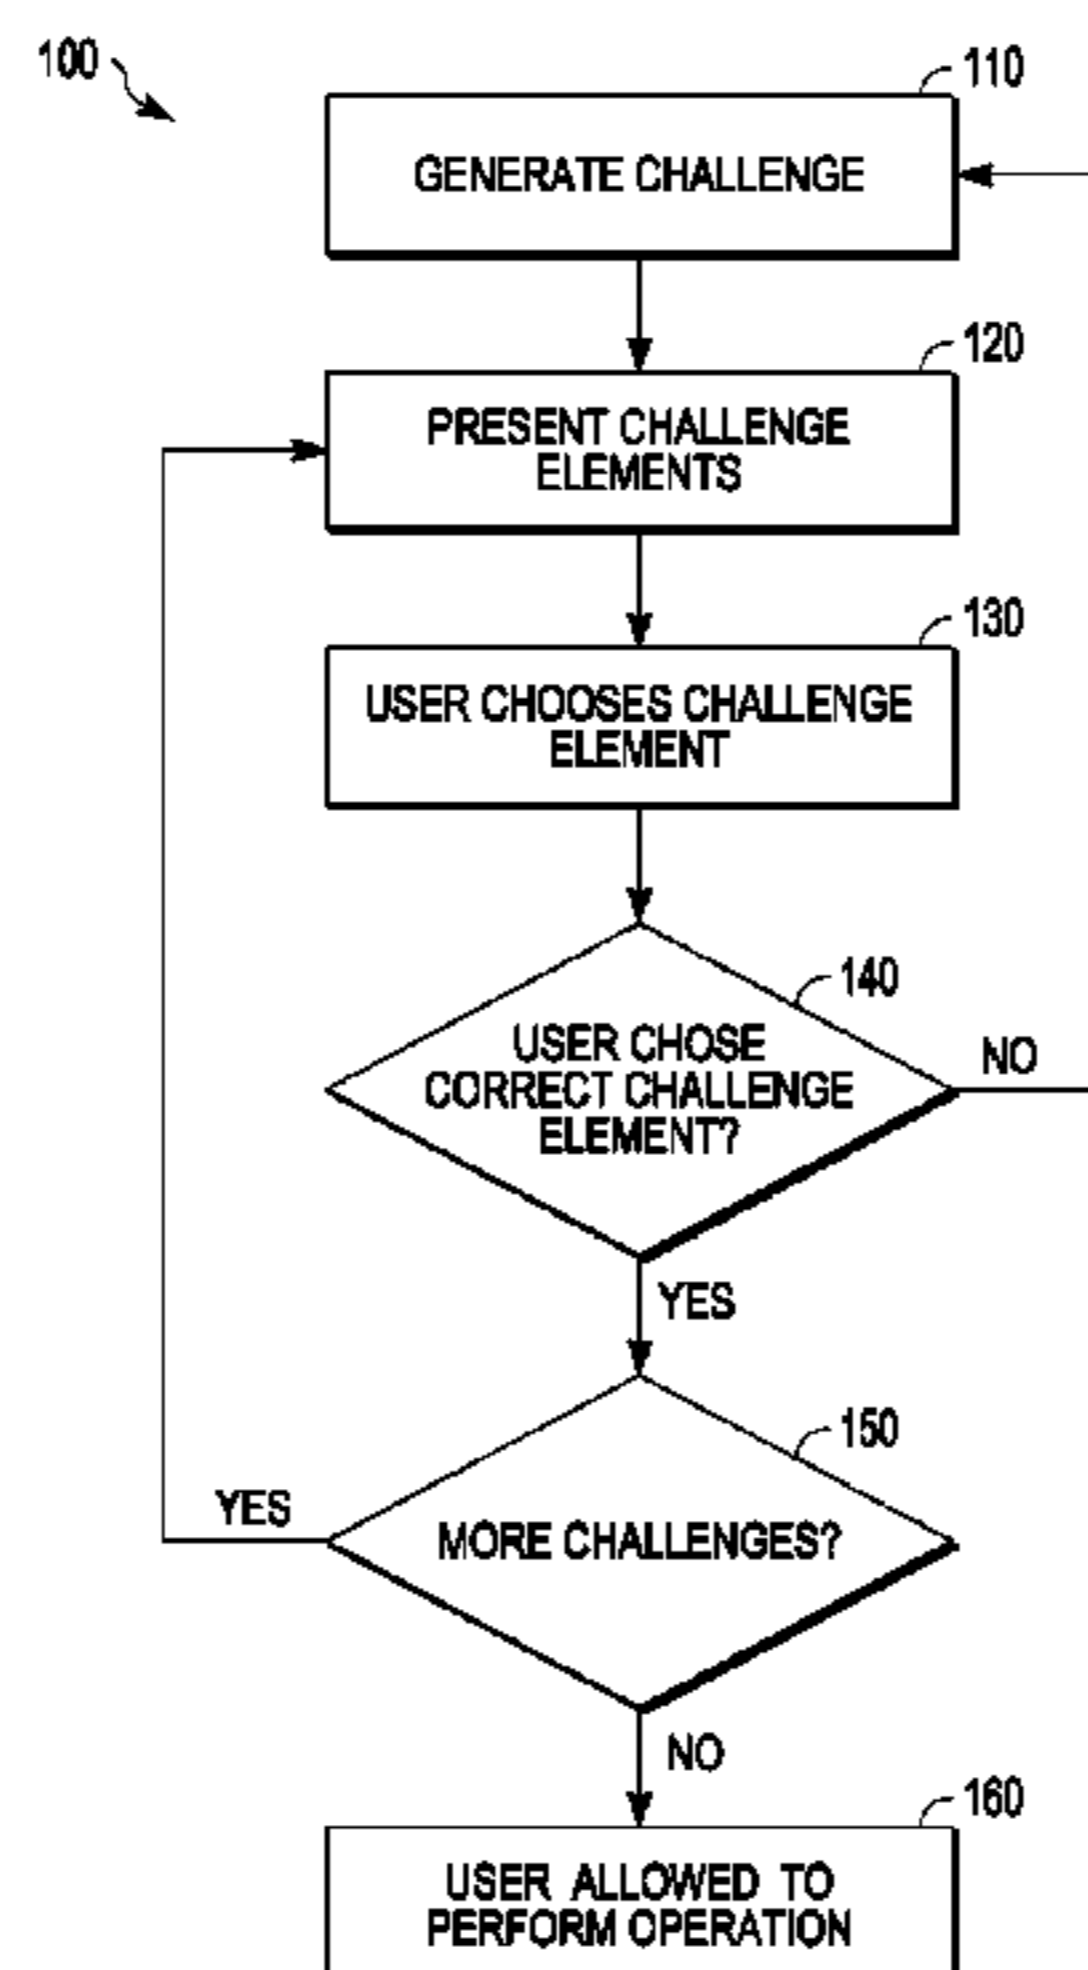 100
110
GENERATE CHALLENGE
120
PRESENT CHALLENGE
ELEMENTS
130
USER CHOOSES CHALLENGE
ELEMENT
140
USER CHOSE
CORRECT CHALLENGE
ELEMENT?
NO
YES
150
YES
MORE CHALLENGES?
NO
160
USER ALLOWED TO
PERFORM OPERATION